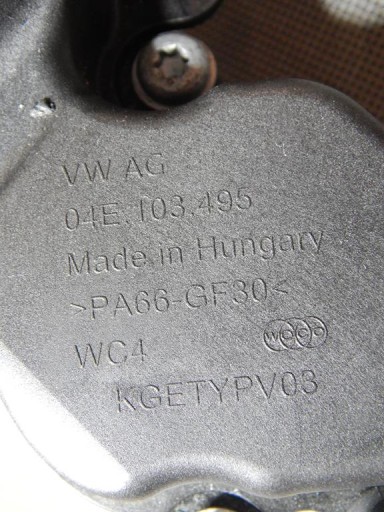 VW AG
04E.103.495
Made in Hungary
>PA66-GF30<
WC4
KGETYPV03